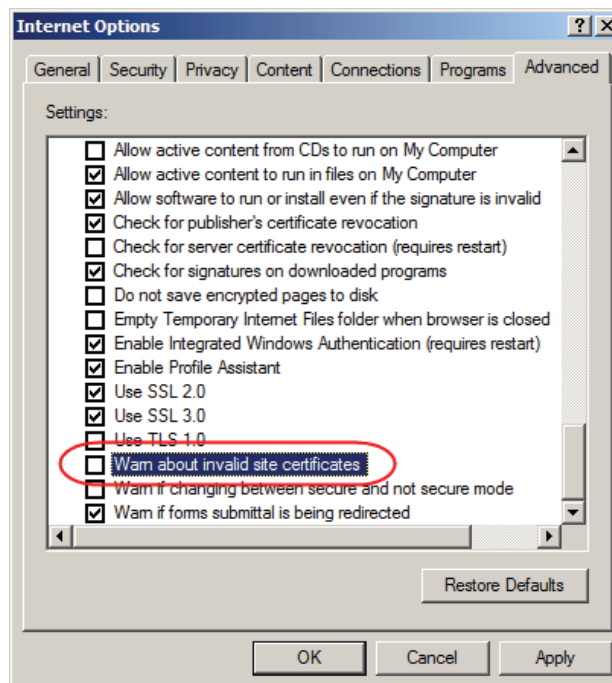 Internet Options
General Security Privacy Content Connections Programs Advanced
Settings:
Allow active content from CDs to run on My Computer
Allow active content to run in files on My Computer
Allow software to run or install even if the signature is invalid
Check for publisher's certificate revocation
Check for server certificate revocation (requires restart)
Check for signatures on downloaded programs
Do not save encrypted pages to disk
Empty Temporary Internet Files folder when browser is closed
Enable Integrated Windows Authentication (requires restart)
Enable Profile Assistant
Use SSL 2.0
Use SSL 3.0
Use TLS 1.0
Warn about invalid site certificates
Warn if changing between secure and not secure mode
Warn if forms submittal is being redirected
Restore Defaults
OK Cancel Apply